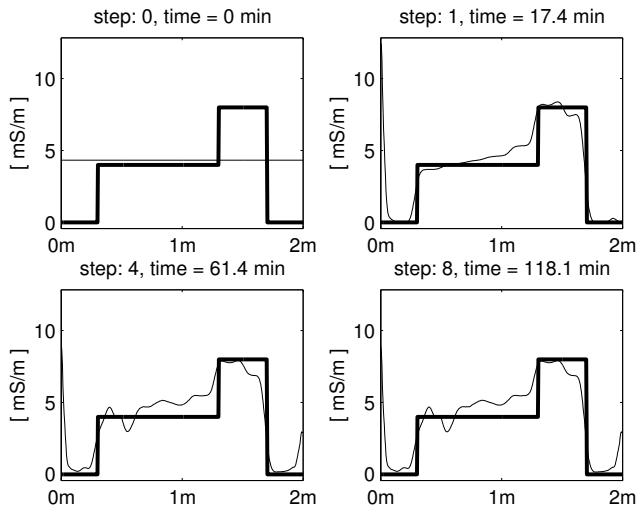 step: 0, time = 0 min
[ mS/m ]
10
5
0
0m
1m
2m
step: 1, time = 17.4 min
[ mS/m ]
10
5
0
0m
1m
2m
step: 4, time = 61.4 min
[ mS/m ]
10
5
0
0m
1m
2m
step: 8, time = 118.1 min
[ mS/m ]
10
5
0
0m
1m
2m